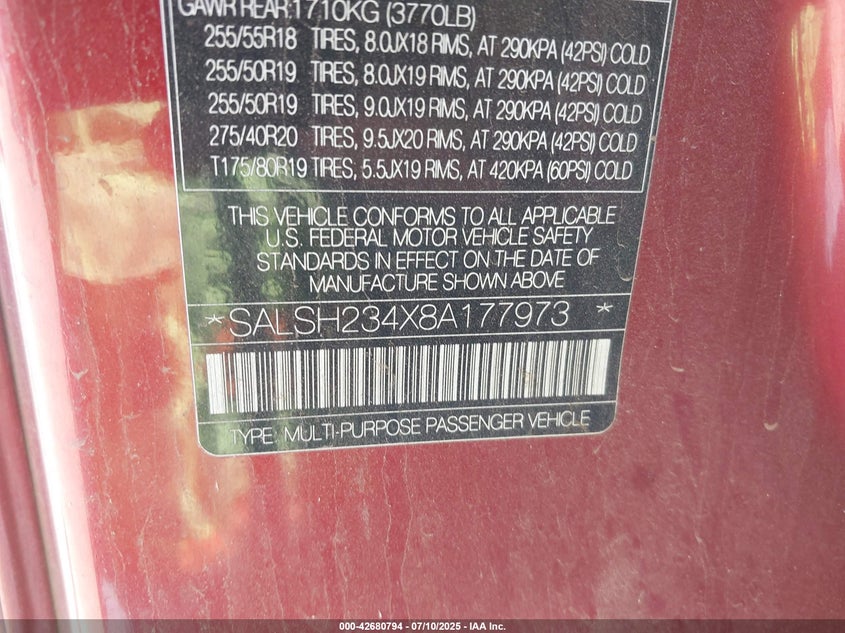 GAWR REAR:1710KG (3770LB)
255/55R18 TIRES, 8.0JX18 RIMS, AT 290KPA (42PSI) COLD
255/50R19 TIRES, 8.0JX19 RIMS, AT 290KPA (42PSI) COLD
255/50R19 TIRES, 9.0JX19 RIMS, AT 290KPA (42PSI) COLD
275/40R20 TIRES, 9.5JX20 RIMS, AT 290KPA (42PSI) COLD
T175/80R19 TIRES, 5.5JX19 RIMS, AT 420KPA (60PSI) COLD
THIS VEHICLE CONFORMS TO ALL APPLICABLE
U.S. FEDERAL MOTOR VEHICLE SAFETY
STANDARDS IN EFFECT ON THE DATE OF
MANUFACTURE SHOWN ABOVE
* SALSH234X8A177973 *
TYPE: MULTI-PURPOSE PASSENGER VEHICLE
000-42680794 - 07/10/2025 - IAA Inc.